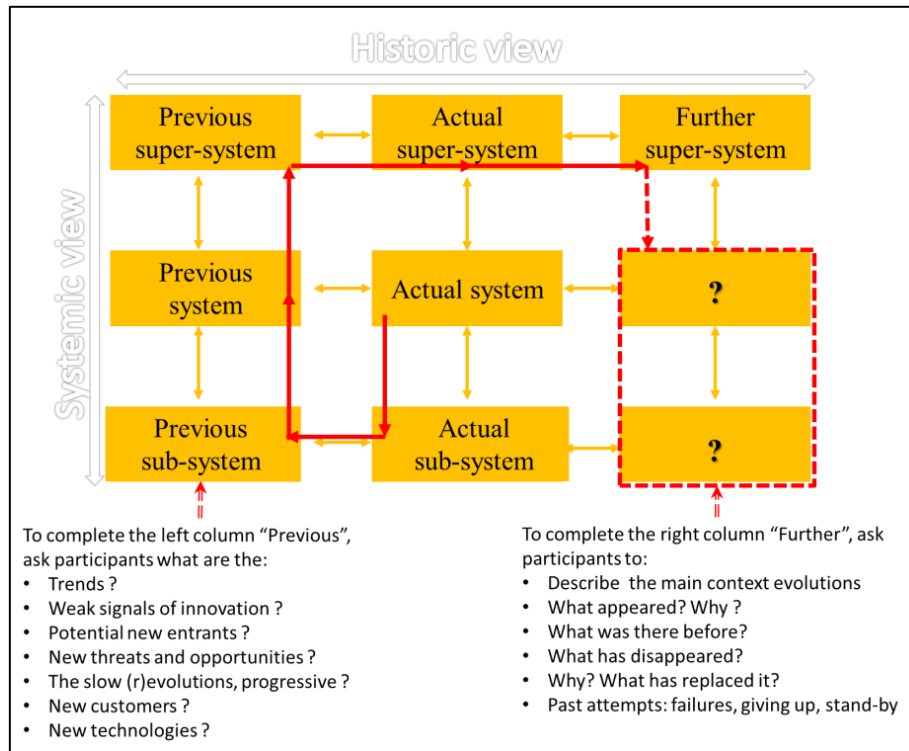 Historic view
Systemic view
Previous
super-system
Actual
super-system
Further
super-system
Previous
system
Actual system
?
Previous
sub-system
Actual
sub-system
?
To complete the left column “Previous”,
ask participants what are the:
• Trends ?
• Weak signals of innovation ?
• Potential new entrants ?
• New threats and opportunities ?
• The slow (r)evolutions, progressive ?
• New customers ?
• New technologies ?
To complete the right column “Further”, ask
participants to:
• Describe the main context evolutions
• What appeared? Why ?
• What was there before?
• What has disappeared?
• Why? What has replaced it?
• Past attempts: failures, giving up, stand-by